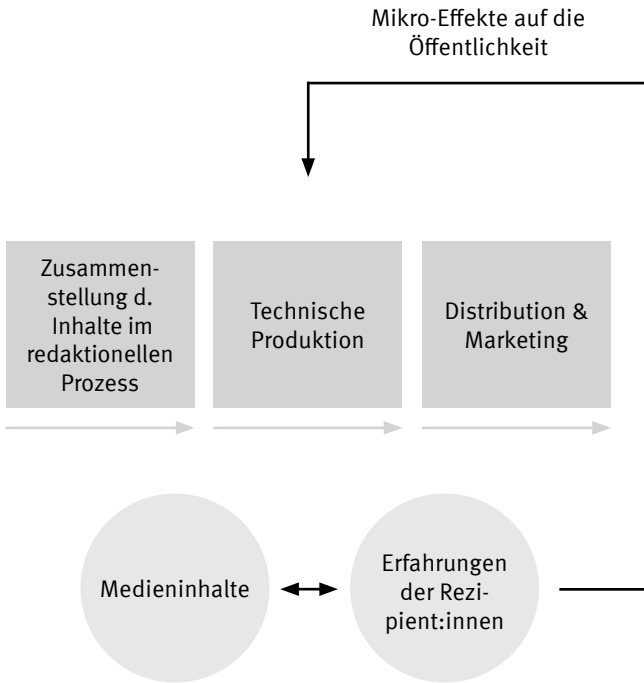 Mikro-Effekte auf die
Öffentlichkeit
Zusammen-
stellung d.
Inhalte im
redaktionellen
Prozess
Technische
Produktion
Distribution &
Marketing
Medieninhalte
Erfahrungen
der Rezi-
pient:innen